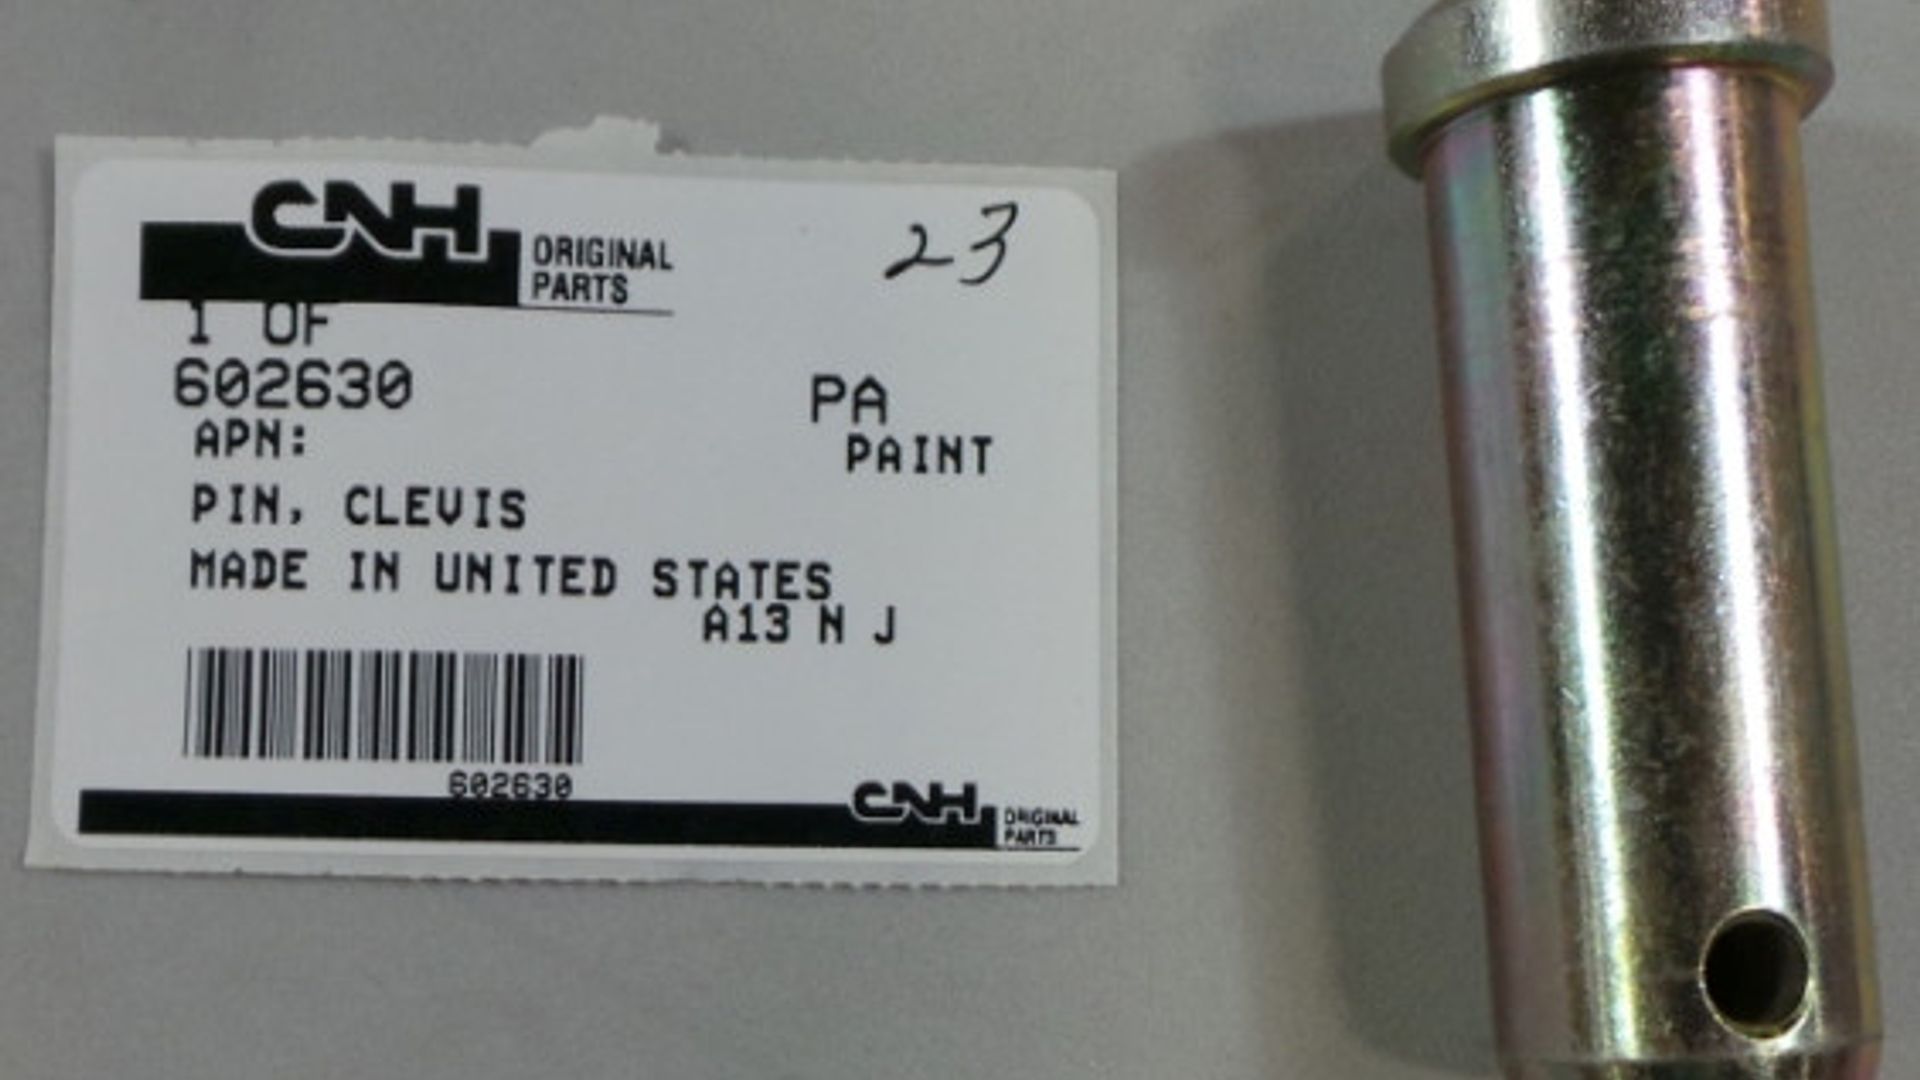 CNH ORIGINAL PARTS
23
1 OF
602630 PA
APN: PAINT
PIN, CLEVIS
MADE IN UNITED STATES
A13 N J
602630
CNH ORIGINAL PARTS